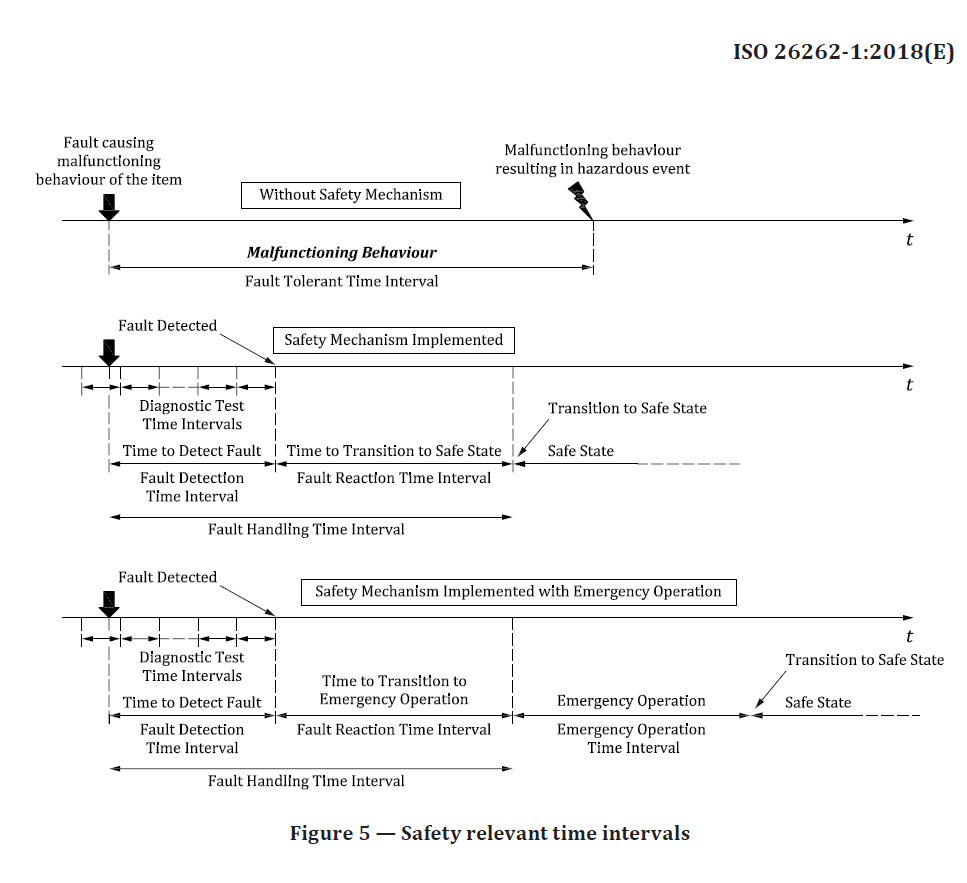 ISO 26262-1:2018(E)
Fault causing
malfunctioning
behaviour of the item
Without Safety Mechanism
Malfunctioning behaviour
resulting in hazardous event
t
Malfunctioning Behaviour
Fault Tolerant Time Interval
Fault Detected
Safety Mechanism Implemented
t
Diagnostic Test
Time Intervals
Transition to Safe State
Time to Detect Fault
Time to Transition to Safe State
Safe State
Fault Detection
Time Interval
Fault Reaction Time Interval
Fault Handling Time Interval
Fault Detected
Safety Mechanism Implemented with Emergency Operation
t
Diagnostic Test
Time Intervals
Transition to Safe State
Time to Detect Fault
Time to Transition to
Emergency Operation
Emergency Operation
Safe State
Fault Detection
Time Interval
Fault Reaction Time Interval
Emergency Operation
Time Interval
Fault Handling Time Interval
Figure 5 — Safety relevant time intervals